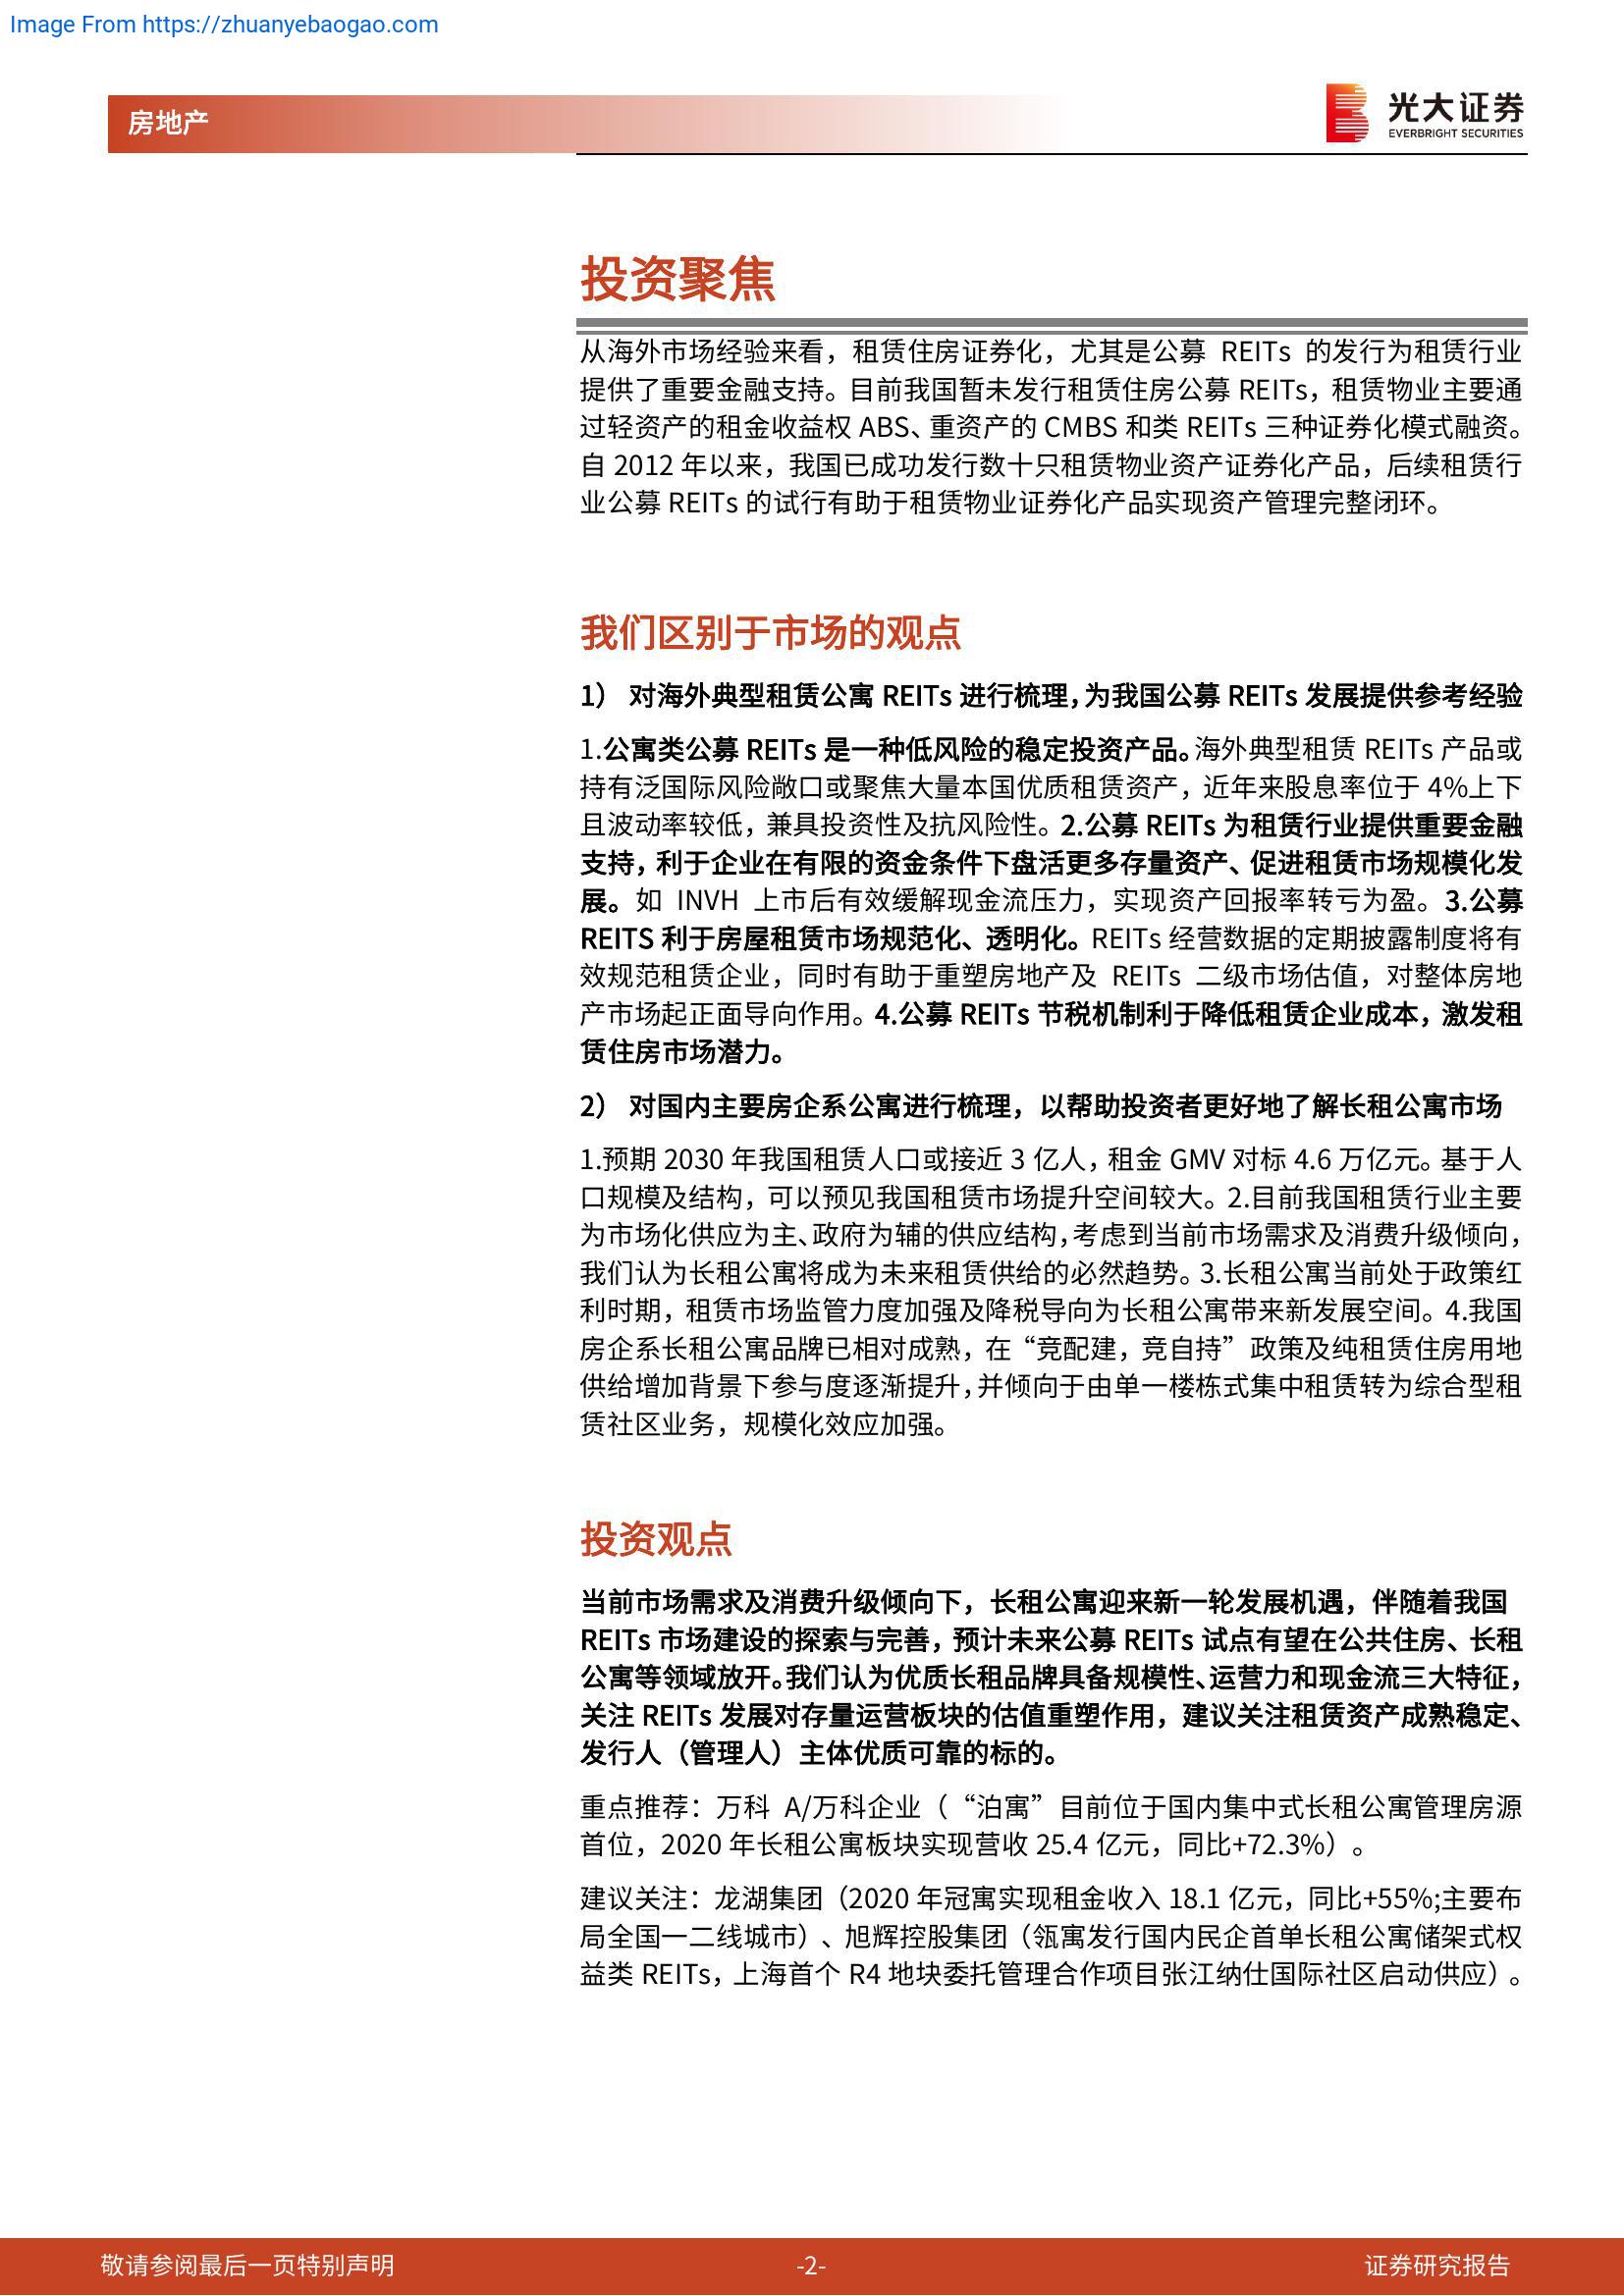 Image From https://zhuanyebaogao.com
房地产
光大证券
EVERBRIGHT SECURITIES
投资聚焦
从海外市场经验来看，租赁住房证券化，尤其是公募 REITs 的发行为租赁行业
提供了重要金融支持。目前我国暂未发行租赁住房公募 REITs，租赁物业主要通
过轻资产的租金收益权 ABS、重资产的 CMBS 和类 REITs 三种证券化模式融资。
自 2012 年以来，我国已成功发行数十只租赁物业资产证券化产品，后续租赁行
业公募 REITs 的试行有助于租赁物业证券化产品实现资产管理完整闭环。
我们区别于市场的观点
1） 对海外典型租赁公寓 REITs 进行梳理，为我国公募 REITs 发展提供参考经验
1.公寓类公募 REITs 是一种低风险的稳定投资产品。海外典型租赁 REITs 产品或
持有泛国际风险敞口或聚焦大量本国优质租赁资产，近年来股息率位于 4%上下
且波动率较低，兼具投资性及抗风险性。2.公募 REITs 为租赁行业提供重要金融
支持，利于企业在有限的资金条件下盘活更多存量资产、促进租赁市场规模化发
展。如 INVH 上市后有效缓解现金流压力，实现资产回报率转亏为盈。3.公募
REITS 利于房屋租赁市场规范化、透明化。REITs 经营数据的定期披露制度将有
效规范租赁企业，同时有助于重塑房地产及 REITs 二级市场估值，对整体房地
产市场起正面导向作用。4.公募 REITs 节税机制利于降低租赁企业成本，激发租
赁住房市场潜力。
2） 对国内主要房企系公寓进行梳理，以帮助投资者更好地了解长租公寓市场
1.预期 2030 年我国租赁人口或接近 3 亿人，租金 GMV 对标 4.6 万亿元。基于人
口规模及结构，可以预见我国租赁市场提升空间较大。2.目前我国租赁行业主要
为市场化供应为主、政府为辅的供应结构，考虑到当前市场需求及消费升级倾向，
我们认为长租公寓将成为未来租赁供给的必然趋势。3.长租公寓当前处于政策红
利时期，租赁市场监管力度加强及降税导向为长租公寓带来新发展空间。4.我国
房企系长租公寓品牌已相对成熟，在“竞配建，竞自持”政策及纯租赁住房用地
供给增加背景下参与度逐渐提升，并倾向于由单一楼栋式集中租赁转为综合型租
赁社区业务，规模化效应加强。
投资观点
当前市场需求及消费升级倾向下，长租公寓迎来新一轮发展机遇，伴随着我国
REITs 市场建设的探索与完善，预计未来公募 REITs 试点有望在公共住房、长租
公寓等领域放开。我们认为优质长租品牌具备规模性、运营力和现金流三大特征，
关注 REITs 发展对存量运营板块的估值重塑作用，建议关注租赁资产成熟稳定、
发行人（管理人）主体优质可靠的标的。
重点推荐：万科 A/万科企业（“泊寓”目前位于国内集中式长租公寓管理房源
首位，2020 年长租公寓板块实现营收 25.4 亿元，同比+72.3%）。
建议关注：龙湖集团（2020 年冠寓实现租金收入 18.1 亿元，同比+55%;主要布
局全国一二线城市）、旭辉控股集团（瓴寓发行国内民企首单长租公寓储架式权
益类 REITs，上海首个 R4 地块委托管理合作项目张江纳仕国际社区启动供应）。
敬请参阅最后一页特别声明
-2-
证券研究报告